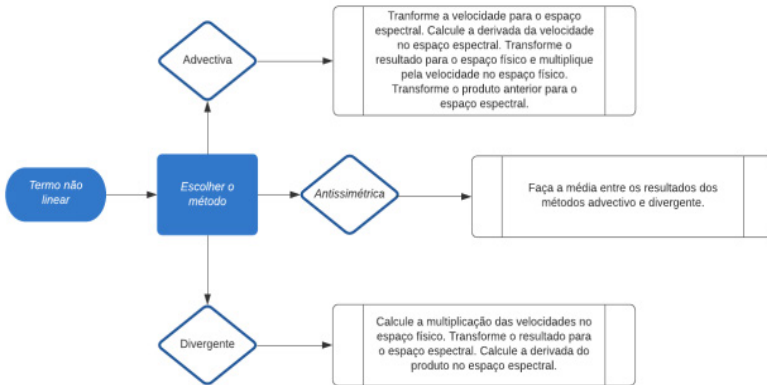 Tranforme a velocidade para o espaço
espectral. Calcule a derivada da velocidade
no espaço espectral. Transforme o
resultado para o espaço físico e multiplique
pela velocidade no espaço físico.
Transforme o produto anterior para o
espaço espectral.
Advectiva
Termo não
linear
Escolher o
método
Antissimétrica
Faça a média entre os resultados dos
métodos advectivo e divergente.
Divergente
Calcule a multiplicação das velocidades no
espaço físico. Transforme o resultado para
o espaço espectral. Calcule a derivada do
produto no espaço espectral.